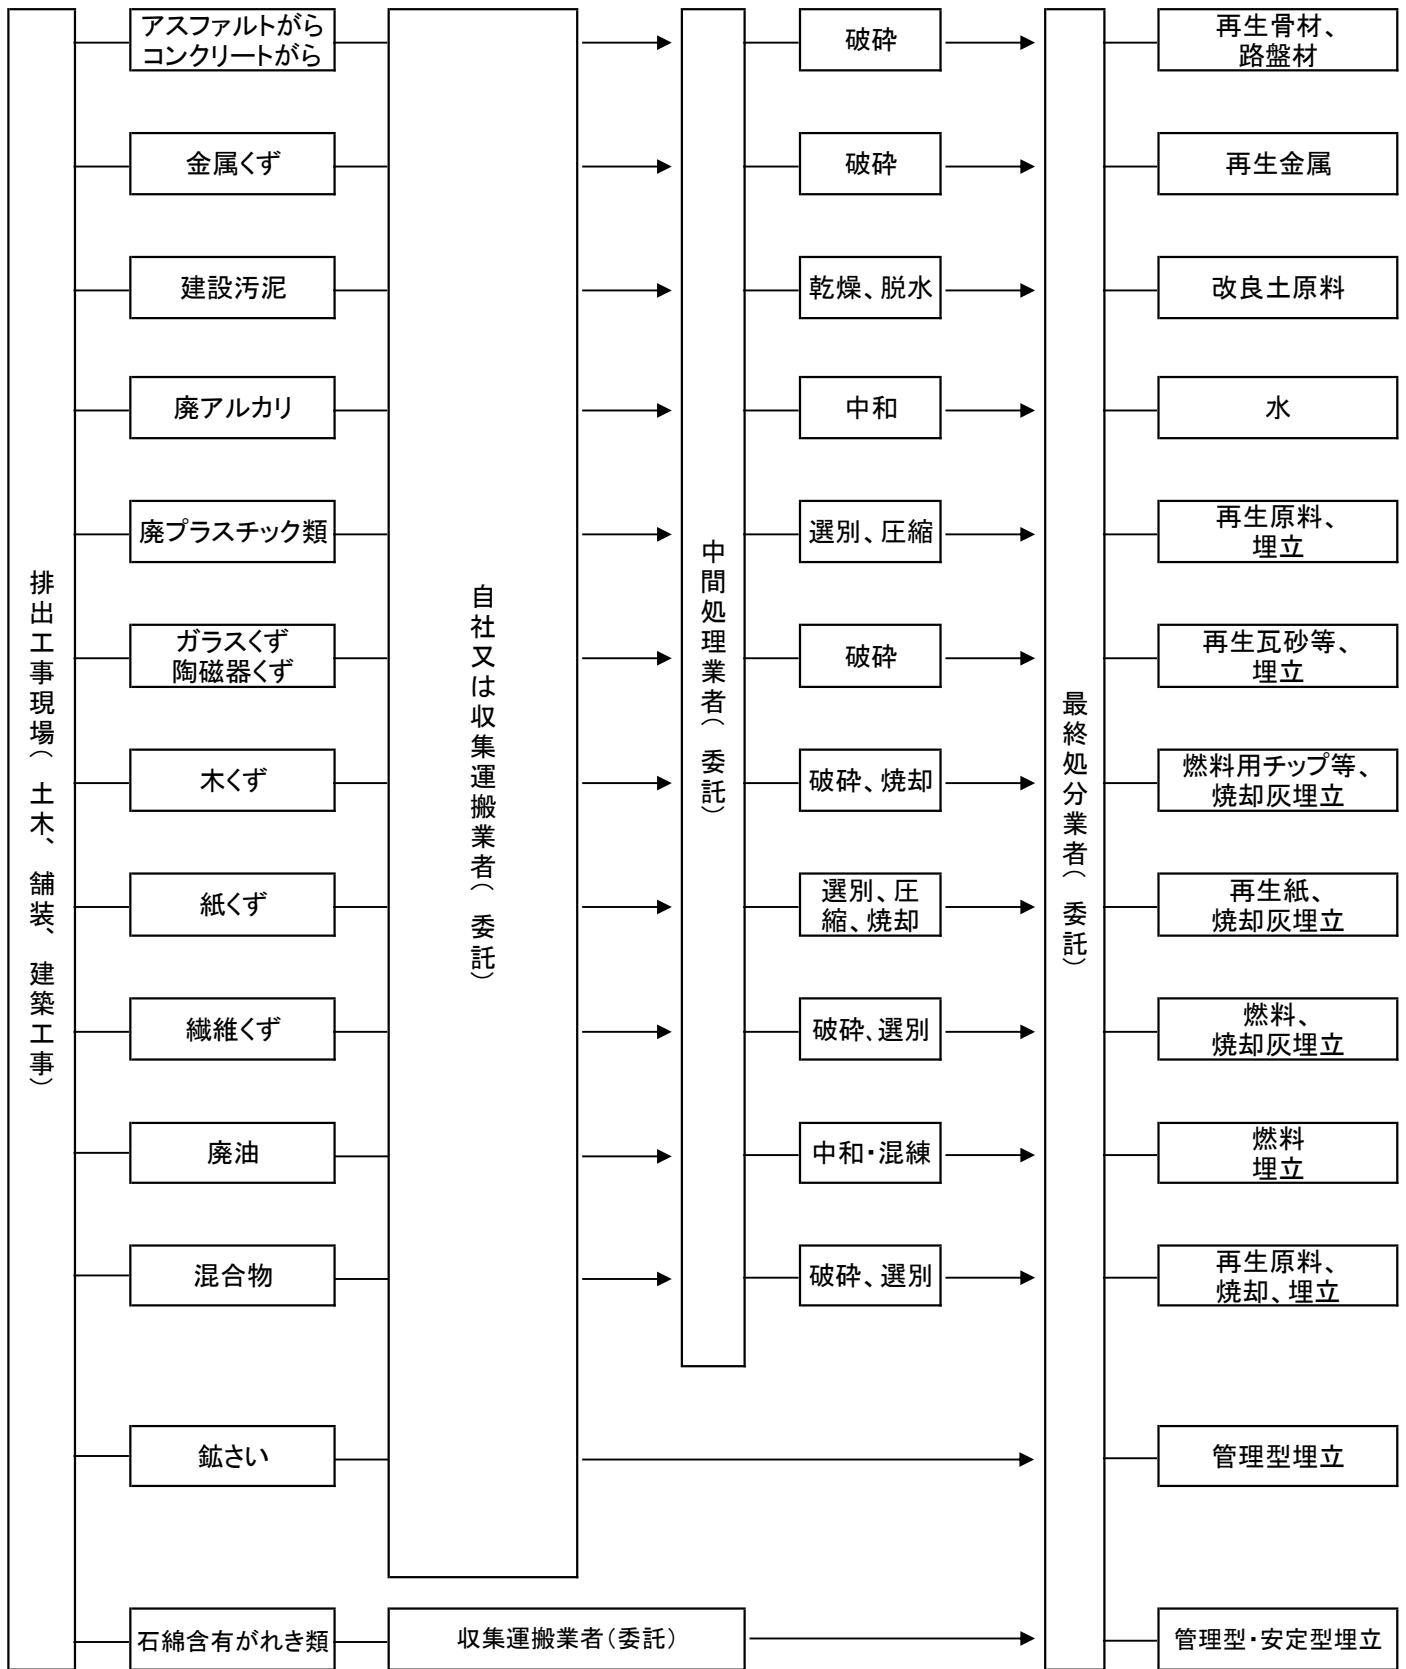 排出工事現場（土木、舗装、建築工事）
アスファルトがら
コンクリートがら
自社又は収集運搬業者（委託）
中間処理業者（委託）
破砕
最終処分業者（委託）
再生骨材、
路盤材
金属くず
破砕
再生金属
建設汚泥
乾燥、脱水
改良土原料
廃アルカリ
中和
水
廃プラスチック類
選別、圧縮
再生原料、
埋立
ガラスくず
陶磁器くず
破砕
再生瓦砂等、
埋立
木くず
破砕、焼却
燃料用チップ等、
焼却灰埋立
紙くず
選別、圧
縮、焼却
再生紙、
焼却灰埋立
繊維くず
破砕、選別
燃料、
焼却灰埋立
廃油
中和・混練
燃料
埋立
混合物
破砕、選別
再生原料、
焼却、埋立
鉱さい
管理型埋立
石綿含有がれき類
収集運搬業者（委託）
管理型・安定型埋立